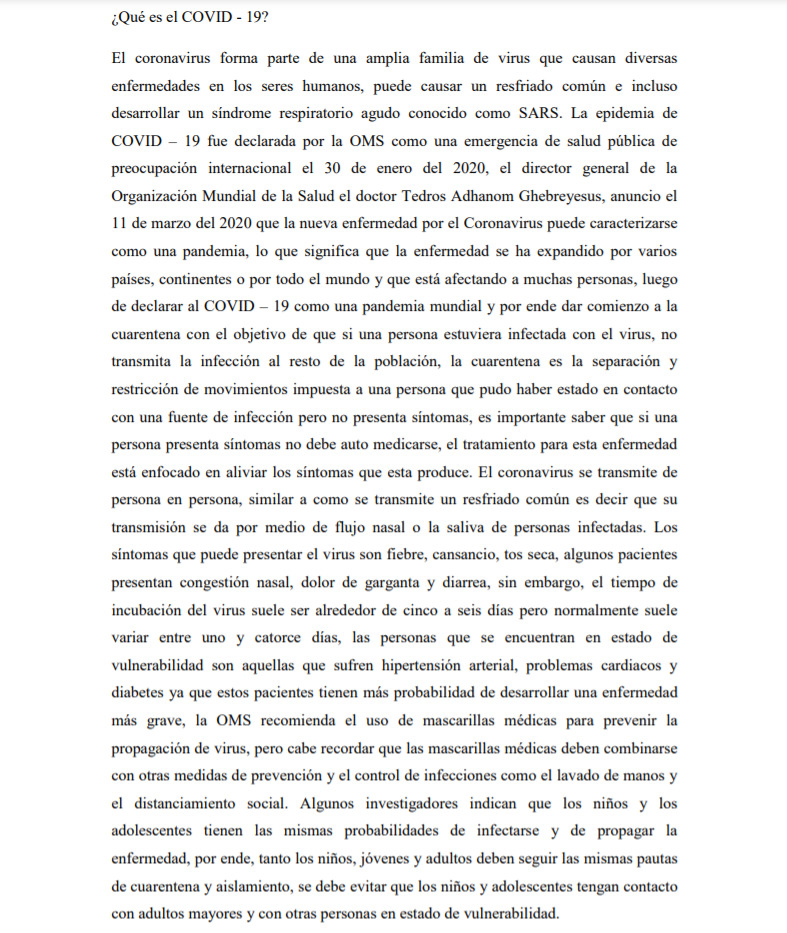 ¿Qué es el COVID - 19?
El coronavirus forma parte de una amplia familia de virus que causan diversas
enfermedades en los seres humanos, puede causar un resfriado común e incluso
desarrollar un síndrome respiratorio agudo conocido como SARS. La epidemia de
COVID – 19 fue declarada por la OMS como una emergencia de salud pública de
preocupación internacional el 30 de enero del 2020, el director general de la
Organización Mundial de la Salud el doctor Tedros Adhanom Ghebreyesus, anuncio el
11 de marzo del 2020 que la nueva enfermedad por el Coronavirus puede caracterizarse
como una pandemia, lo que significa que la enfermedad se ha expandido por varios
países, continentes o por todo el mundo y que está afectando a muchas personas, luego
de declarar al COVID – 19 como una pandemia mundial y por ende dar comienzo a la
cuarentena con el objetivo de que si una persona estuviera infectada con el virus, no
transmita la infección al resto de la población, la cuarentena es la separación y
restricción de movimientos impuesta a una persona que pudo haber estado en contacto
con una fuente de infección pero no presenta síntomas, es importante saber que si una
persona presenta síntomas no debe auto medicarse, el tratamiento para esta enfermedad
está enfocado en aliviar los síntomas que esta produce. El coronavirus se transmite de
persona en persona, similar a como se transmite un resfriado común es decir que su
transmisión se da por medio de flujo nasal o la saliva de personas infectadas. Los
síntomas que puede presentar el virus son fiebre, cansancio, tos seca, algunos pacientes
presentan congestión nasal, dolor de garganta y diarrea, sin embargo, el tiempo de
incubación del virus suele ser alrededor de cinco a seis días pero normalmente suele
variar entre uno y catorce días, las personas que se encuentran en estado de
vulnerabilidad son aquellas que sufren hipertensión arterial, problemas cardiacos y
diabetes ya que estos pacientes tienen más probabilidad de desarrollar una enfermedad
más grave, la OMS recomienda el uso de mascarillas médicas para prevenir la
propagación de virus, pero cabe recordar que las mascarillas médicas deben combinarse
con otras medidas de prevención y el control de infecciones como el lavado de manos y
el distanciamiento social. Algunos investigadores indican que los niños y los
adolescentes tienen las mismas probabilidades de infectarse y de propagar la
enfermedad, por ende, tanto los niños, jóvenes y adultos deben seguir las mismas pautas
de cuarentena y aislamiento, se debe evitar que los niños y adolescentes tengan contacto
con adultos mayores y con otras personas en estado de vulnerabilidad.